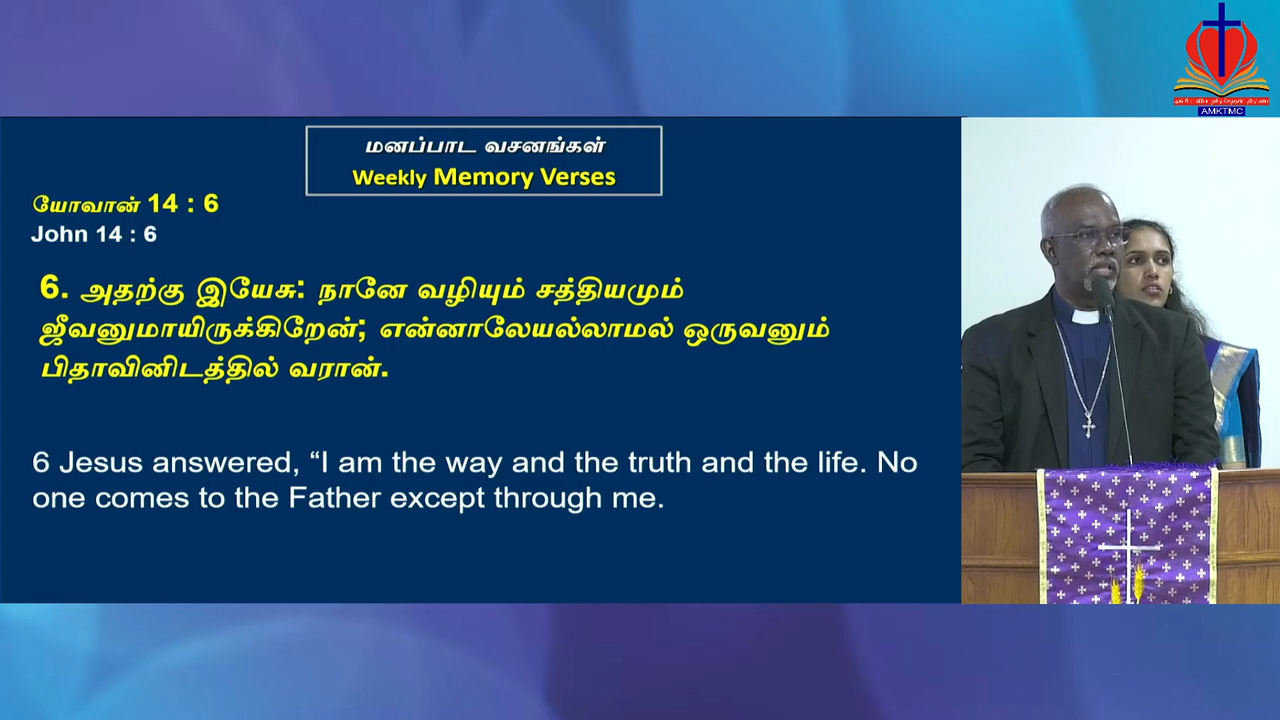 AMKTMC
மனப்பாட வசனங்கள்
Weekly Memory Verses
யோவான் 14 : 6
John 14 : 6
6. அதற்கு இயேசு: நானே வழியும் சத்தியமும்
ஜீவனுமாயிருக்கிறேன்; என்னாலேயல்லாமல் ஒருவனும்
பிதாவினிடத்தில் வரான்.
6 Jesus answered, “I am the way and the truth and the life. No
one comes to the Father except through me.